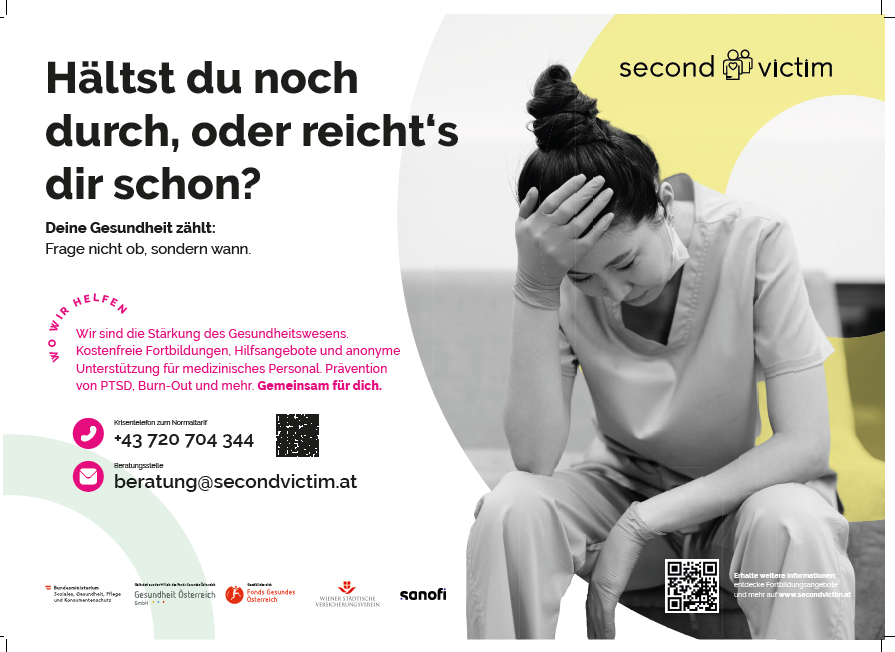 Hältst du noch
durch, oder reicht‘s
dir schon?
Deine Gesundheit zählt:
Frage nicht ob, sondern wann.
WO WIR HELFEN
Wir sind die Stärkung des Gesundheitswesens.
Kostenfreie Fortbildungen, Hilfsangebote und anonyme
Unterstützung für medizinisches Personal. Prävention
von PTSD, Burn-Out und mehr. Gemeinsam für dich.
Krisentelefon zum Normaltarif
+43 720 704 344
Beratungsstelle
beratung@secondvictim.at
second victim
Bundesministerium
Soziales, Gesundheit, Pflege
und Konsumentenschutz
Gesundheit Österreich
GmbH
Geschäftsbereich
Fonds Gesundes
Österreich
WIENER STÄDTISCHE
VERSICHERUNGSVEREIN
sanofi
Erhalte weitere Informationen,
entdecke Fortbildungsangebote
und mehr auf www.secondvictim.at